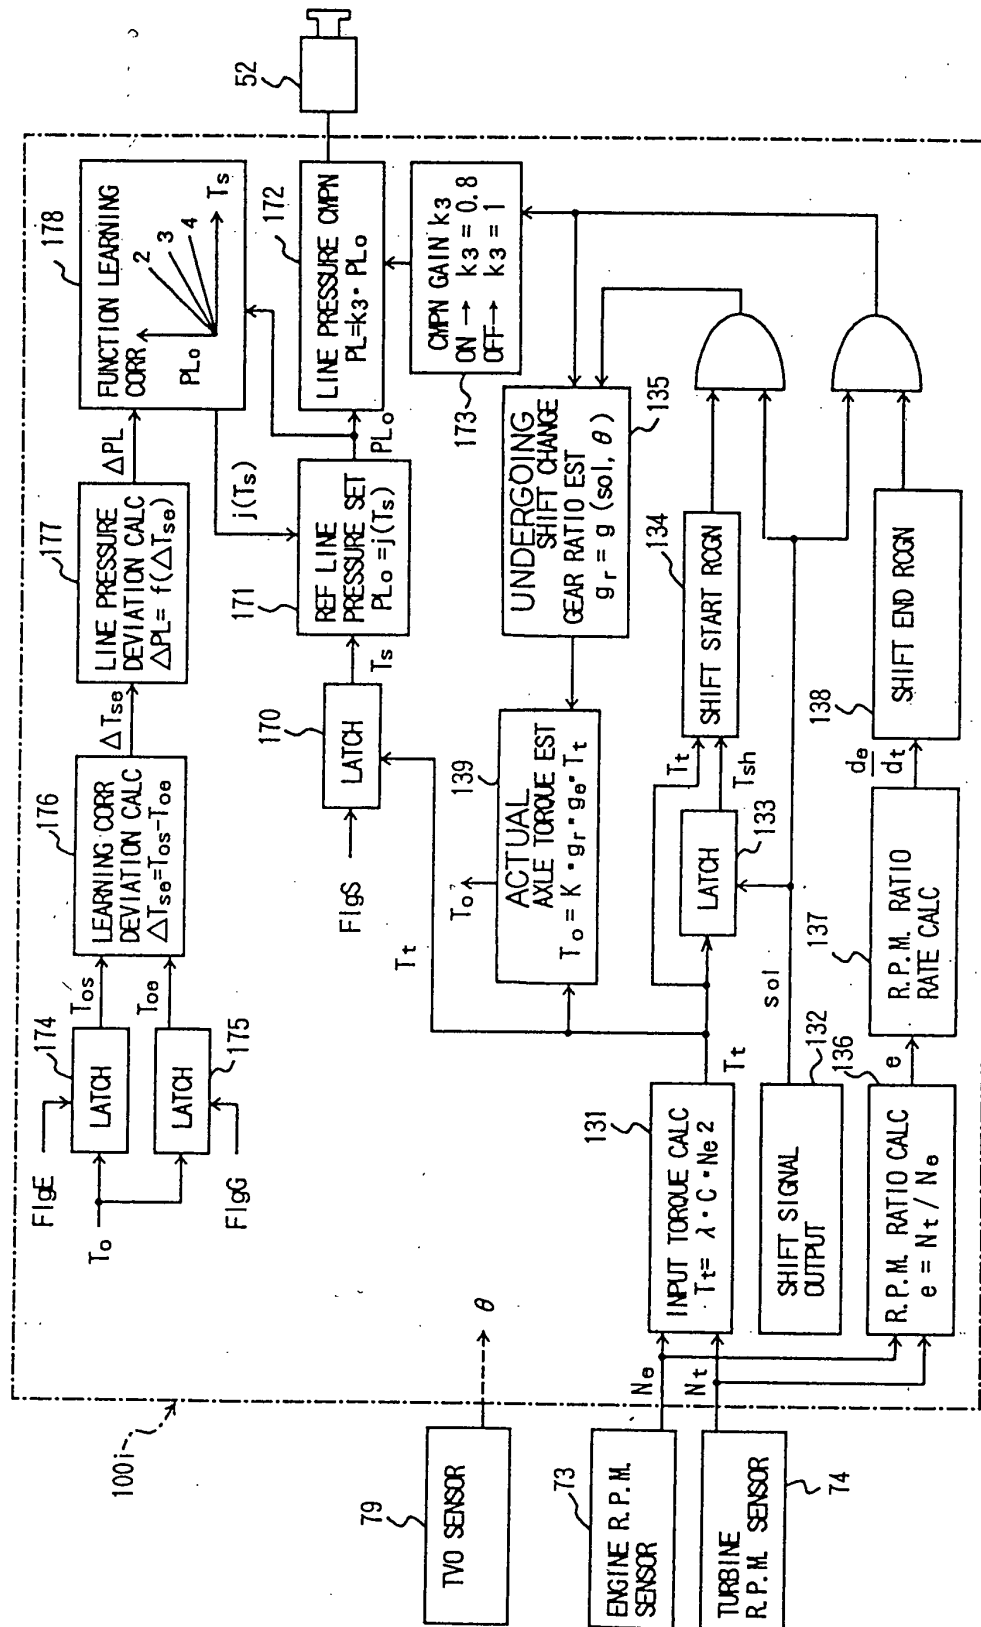 100i
79
TVO SENSOR
θ
73
ENGINE R.P.M.
SENSOR
74
TURBINE
R.P.M. SENSOR
Ne
Nt
FlgE
To
FlgG
174
LATCH
175
LATCH
Tos
Toe
176
LEARNING CORR
DEVIATION CALC
△Tse=Tos-Toe
△Tse
177
LINE PRESSURE
DEVIATION CALC
△PL= f(△Tse)
△PL
178
FUNCTION LEARNING
CORR
PLo
2
3
4
Ts
j(Ts)
FlgS
170
LATCH
Tt
Ts
171
REF LINE
PRESSURE SET
PLo =j(Ts)
PLo
172
LINE PRESSURE CMPN
PL=k3· PLo
52
173
CMPN GAIN k3
ON → k3 = 0.8
OFF→ k3 = 1
139
ACTUAL
AXLE TORQUE EST
To = K · gr · ge · Tt
To
135
UNDERGOING
SHIFT CHANGE
GEAR RATIO EST
gr = g (sol, θ)
131
INPUT TORQUE CALC
Tt= λ · C · Ne2
Tt
133
LATCH
Tt
Tsh
134
SHIFT START RCGN
132
SHIFT SIGNAL
OUTPUT
sol
136
R.P.M. RATIO CALC
e = Nt / Ne
e
137
R.P.M. RATIO
RATE CALC
de
dt
138
SHIFT END RCGN